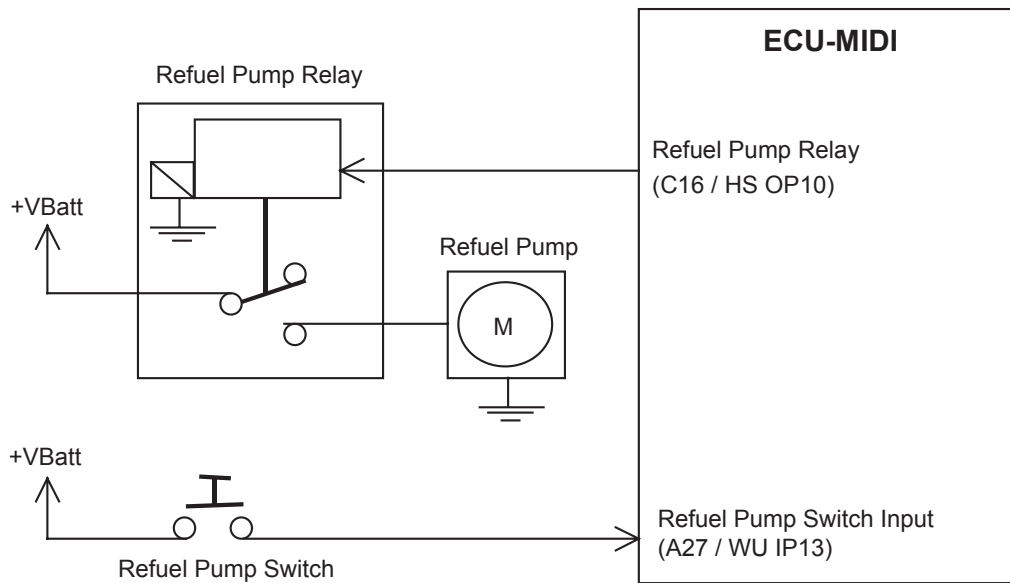 ECU-MIDI
Refuel Pump Relay
Refuel Pump Relay
(C16 / HS OP10)
+VBatt
Refuel Pump
M
+VBatt
Refuel Pump Switch Input
(A27 / WU IP13)
Refuel Pump Switch